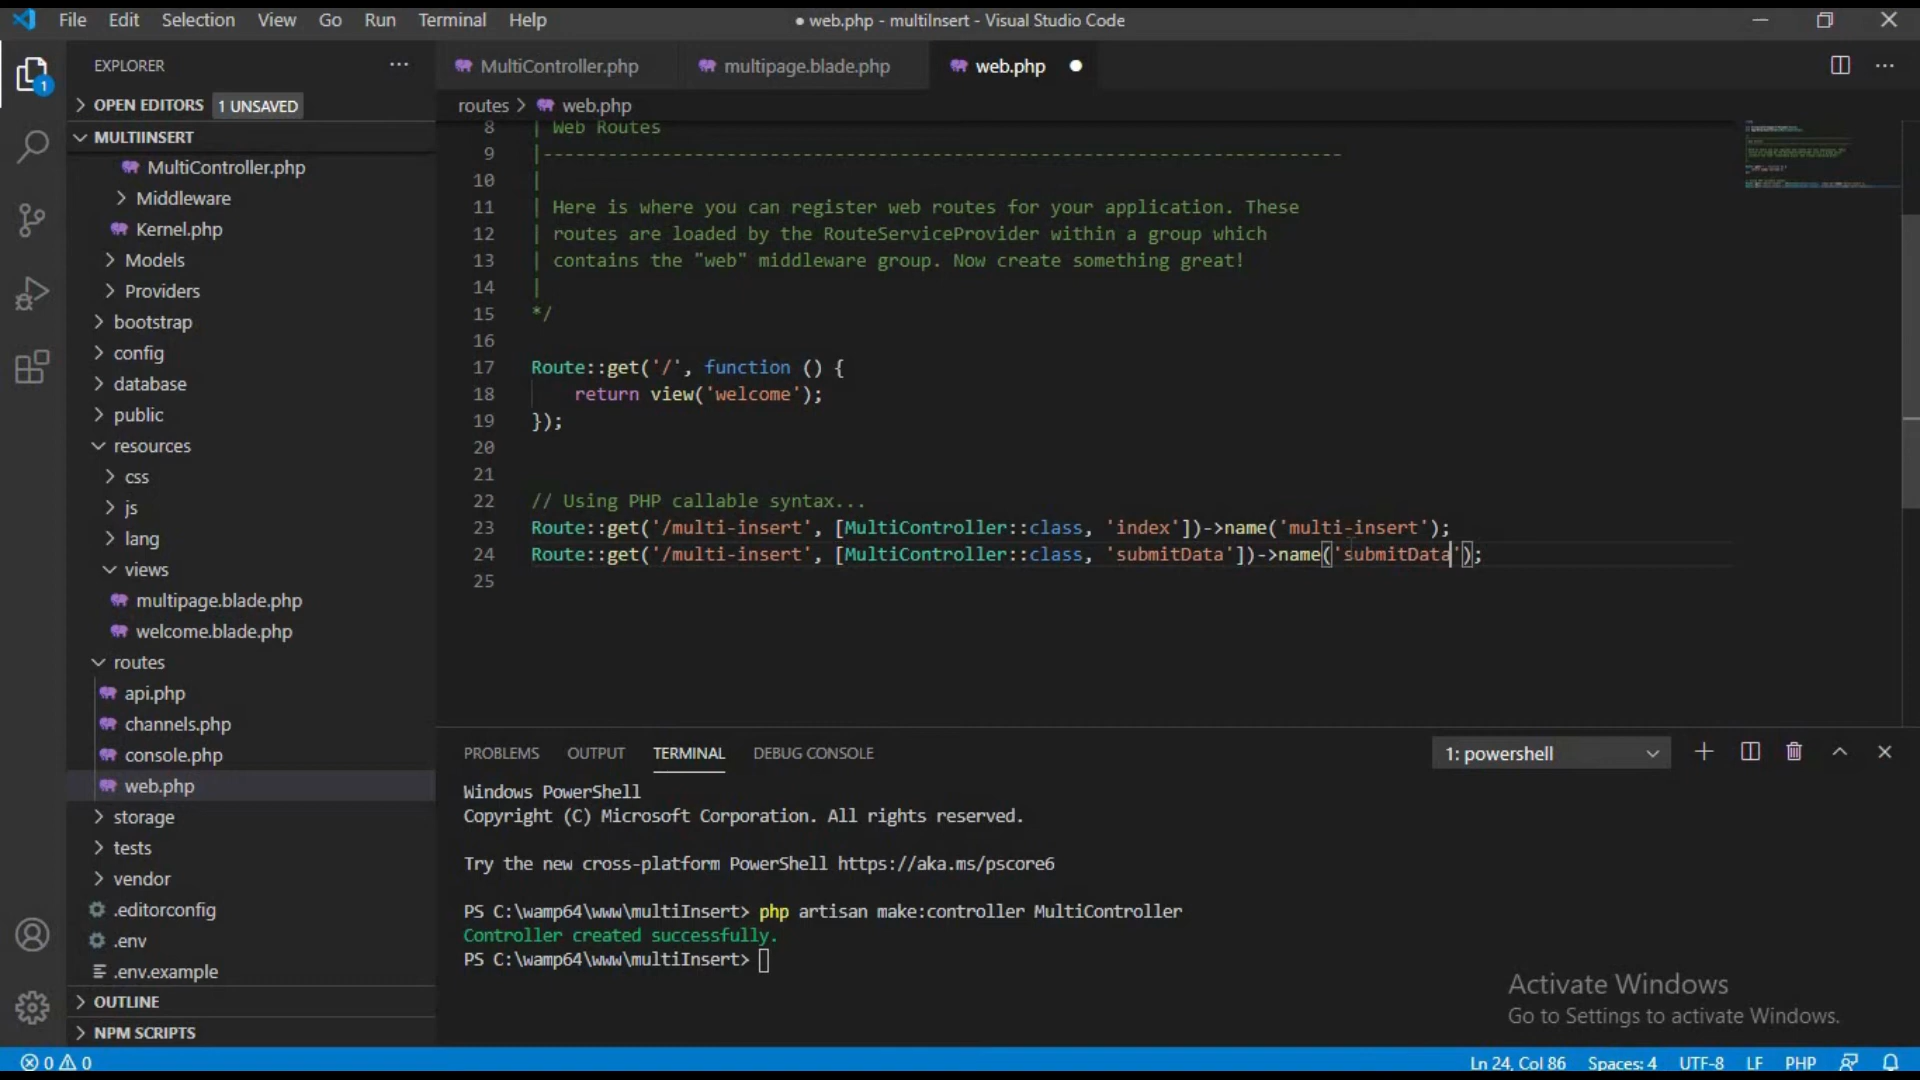 File Edit Selection View Go Run Terminal Help
● web.php - multiInsert - Visual Studio Code
EXPLORER
MultiController.php
multipage.blade.php
web.php
1
OPEN EDITORS 1 UNSAVED
routes > web.php
MULTIINSERT
MultiController.php
Middleware
Kernel.php
Models
Providers
bootstrap
config
database
public
resources
css
js
lang
views
multipage.blade.php
welcome.blade.php
routes
api.php
channels.php
console.php
web.php
storage
tests
vendor
.editorconfig
.env
.env.example
OUTLINE
NPM SCRIPTS
8 | Web Routes
9 |--------------------------------------------------------------------------
10 |
11 | Here is where you can register web routes for your application. These
12 | routes are loaded by the RouteServiceProvider within a group which
13 | contains the "web" middleware group. Now create something great!
14 |
15 */
16
17 Route::get('/', function () {
18 return view('welcome');
19 });
20
21
22 // Using PHP callable syntax...
23 Route::get('/multi-insert', [MultiController::class, 'index'])->name('multi-insert');
24 Route::get('/multi-insert', [MultiController::class, 'submitData'])->name('submitData');
25
PROBLEMS OUTPUT TERMINAL DEBUG CONSOLE
1: powershell
Windows PowerShell
Copyright (C) Microsoft Corporation. All rights reserved.
Try the new cross-platform PowerShell https://aka.ms/pscore6
PS C:\wamp64\www\multiInsert> php artisan make:controller MultiController
Controller created successfully.
PS C:\wamp64\www\multiInsert>
Activate Windows
Go to Settings to activate Windows.
0 0
Ln 24, Col 86 Spaces: 4 UTF-8 LF PHP